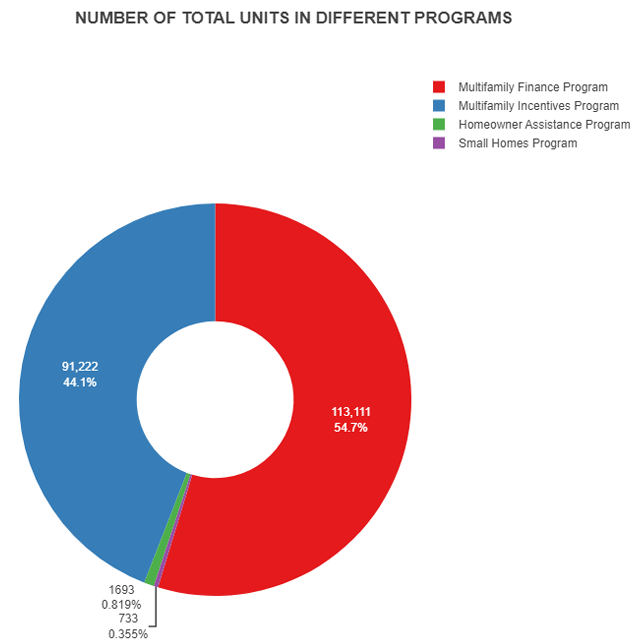 NUMBER OF TOTAL UNITS IN DIFFERENT PROGRAMS
Multifamily Finance Program
Multifamily Incentives Program
Homeowner Assistance Program
Small Homes Program
91,222
44.1%
113,111
54.7%
1693
0.819%
733
0.355%